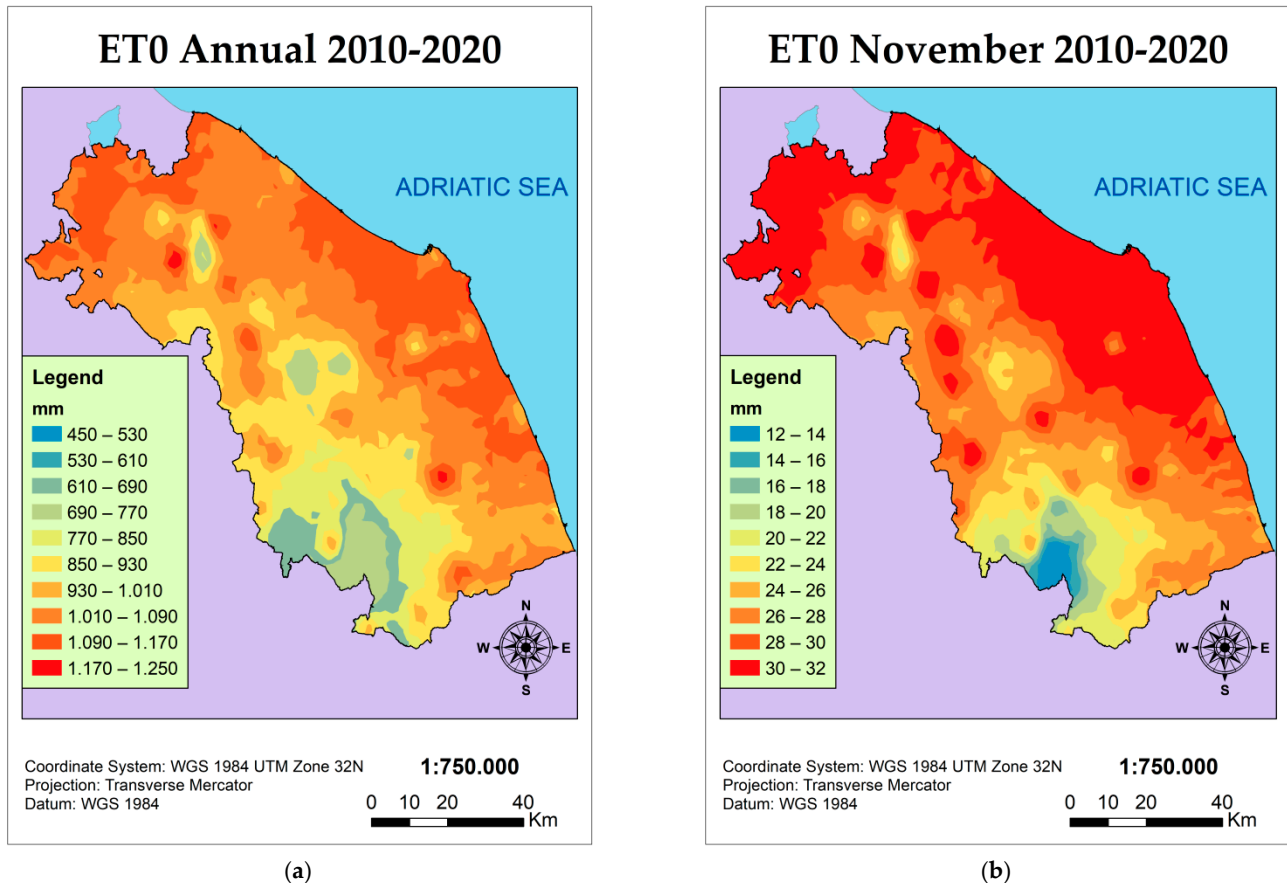 ET0 Annual 2010-2020
ADRIATIC SEA
Legend
mm
450 – 530
530 – 610
610 – 690
690 – 770
770 – 850
850 – 930
930 – 1.010
1.010 – 1.090
1.090 – 1.170
1.170 – 1.250
N
W E
S
Coordinate System: WGS 1984 UTM Zone 32N
Projection: Transverse Mercator
Datum: WGS 1984
1:750.000
0 10 20 40
Km
(a)
ET0 November 2010-2020
ADRIATIC SEA
Legend
mm
12 – 14
14 – 16
16 – 18
18 – 20
20 – 22
22 – 24
24 – 26
26 – 28
28 – 30
30 – 32
N
W E
S
Coordinate System: WGS 1984 UTM Zone 32N
Projection: Transverse Mercator
Datum: WGS 1984
1:750.000
0 10 20 40
Km
(b)